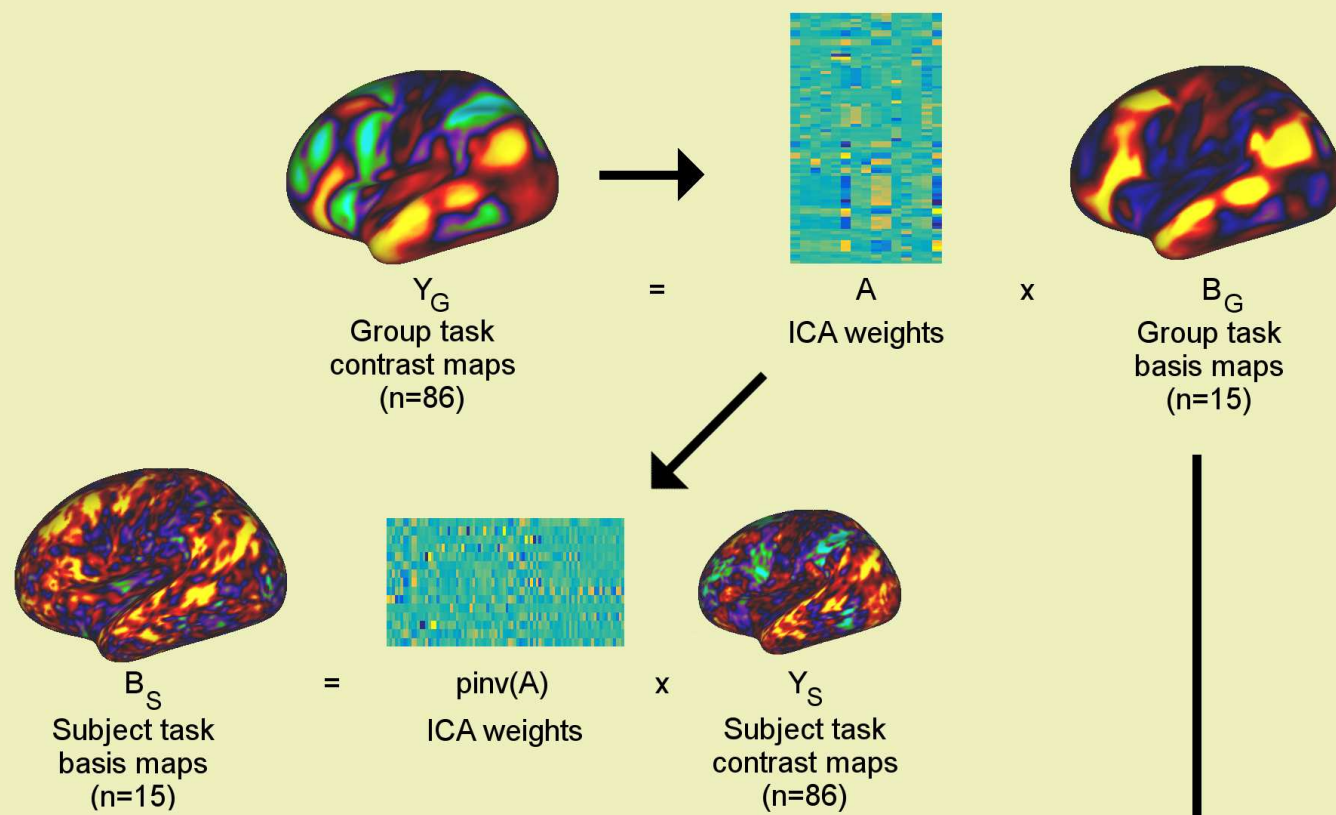 Y_G = A x B_G
Group task
contrast maps
(n=86)
ICA weights
Group task
basis maps
(n=15)
B_S = pinv(A) x Y_S
Subject task
basis maps
(n=15)
ICA weights
Subject task
contrast maps
(n=86)